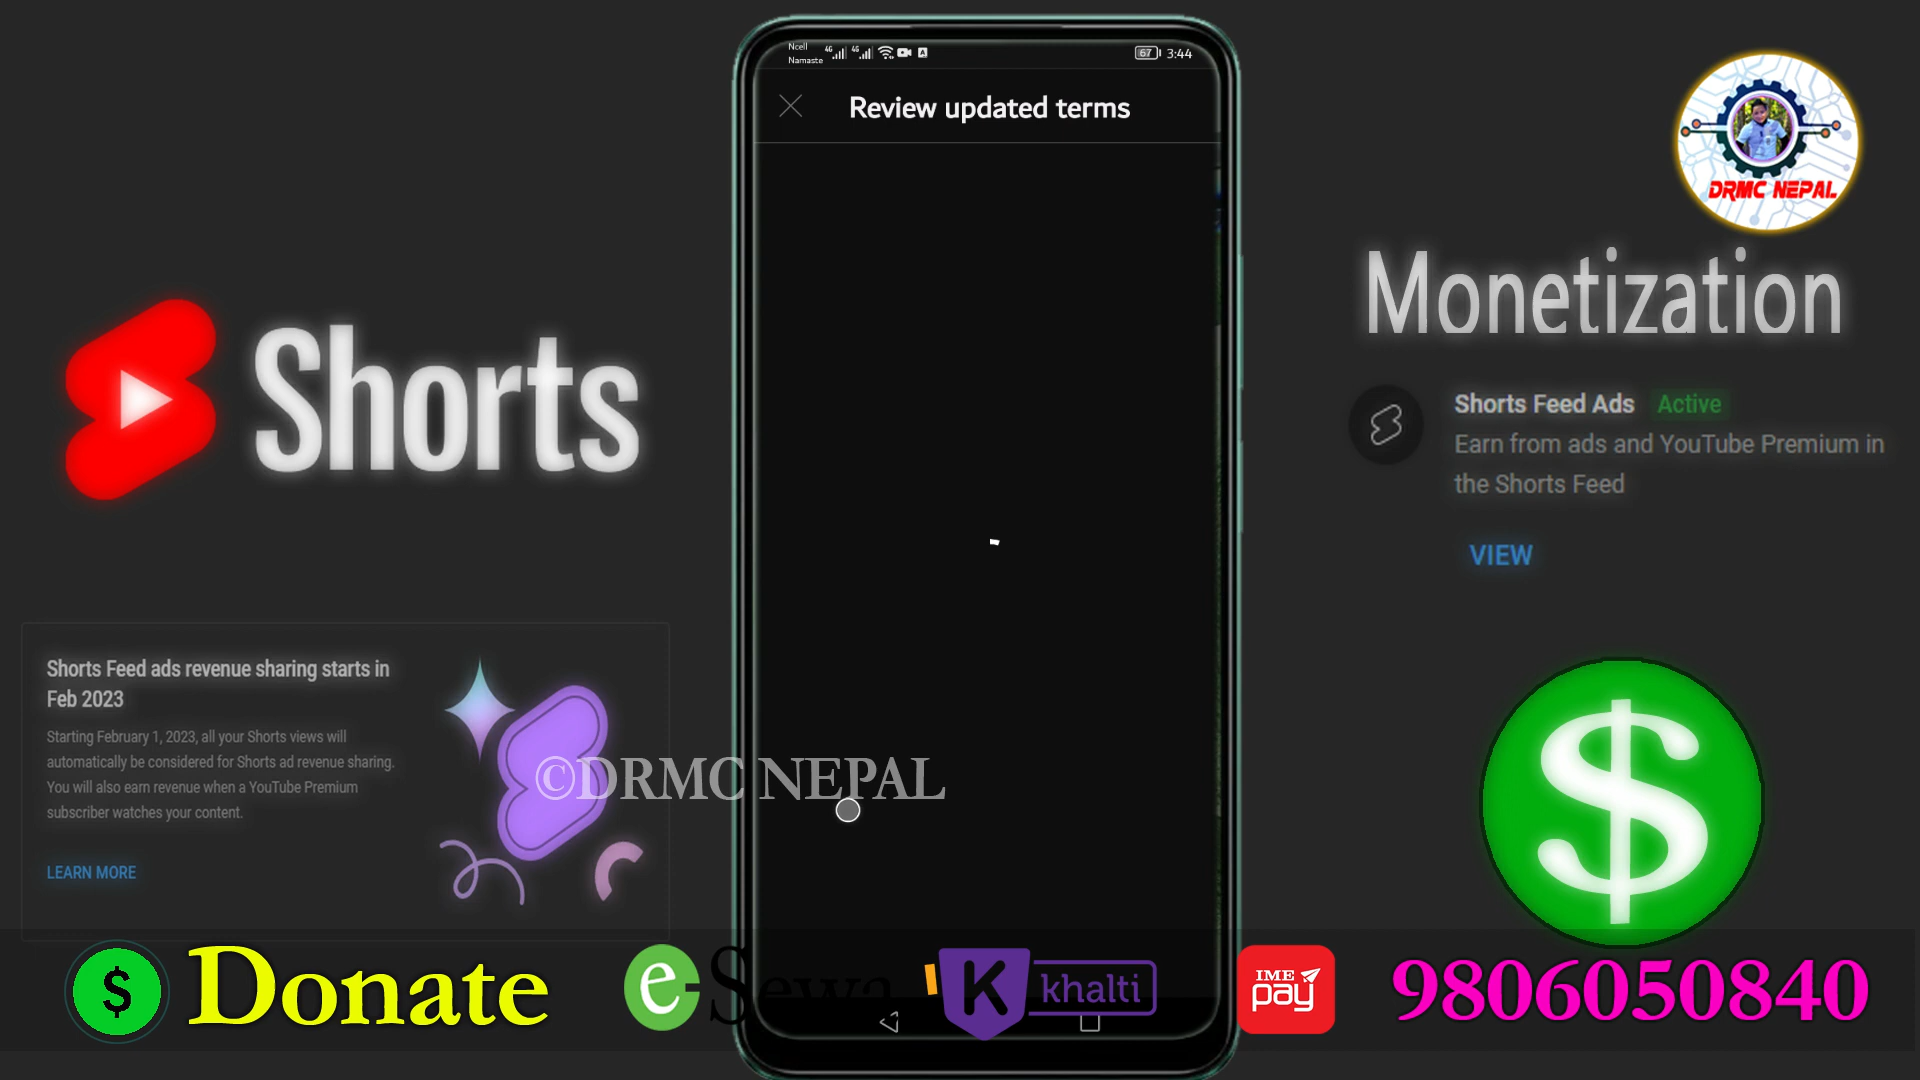 Ncell
Namaste
4G
4G
A
67
3:44
Review updated terms
DRMC NEPAL
Monetization
Shorts
Shorts Feed Ads Active
Earn from ads and YouTube Premium in
the Shorts Feed
VIEW
Shorts Feed ads revenue sharing starts in
Feb 2023
Starting February 1, 2023, all your Shorts views will
automatically be considered for Shorts ad revenue sharing.
You will also earn revenue when a YouTube Premium
subscriber watches your content.
LEARN MORE
©DRMC NEPAL
$
$ Donate
e-Sewa
K khalti
IME
pay
9806050840